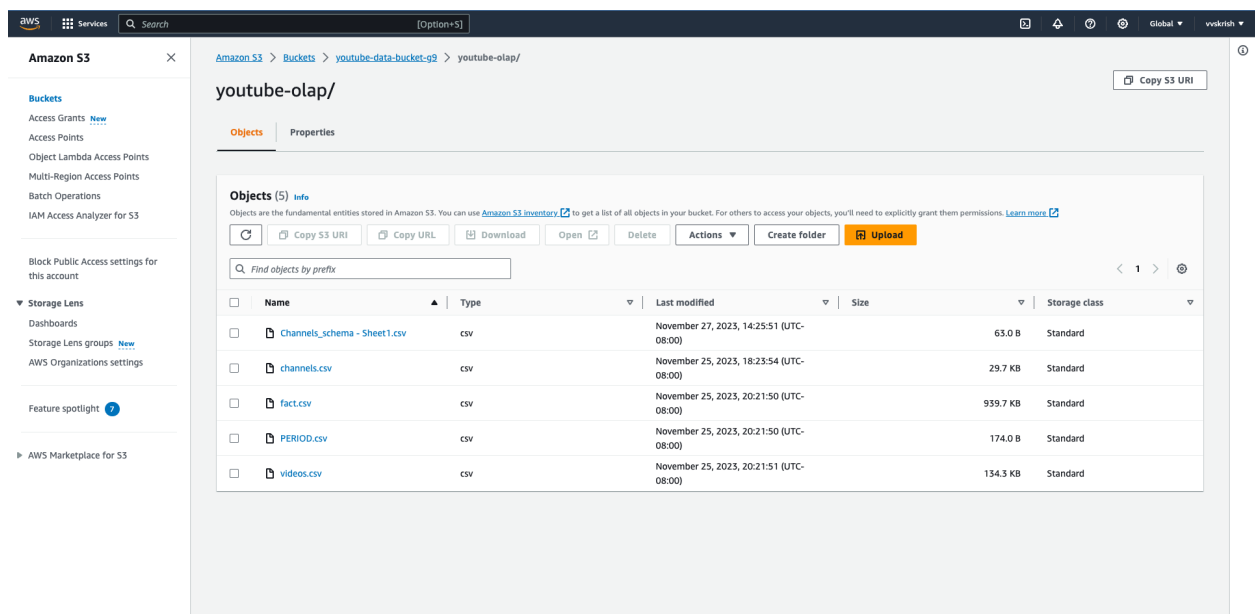 aws Services Search [Option+S] Global vvskrish
Amazon S3
Buckets
Access Grants New
Access Points
Object Lambda Access Points
Multi-Region Access Points
Batch Operations
IAM Access Analyzer for S3
Block Public Access settings for
this account
Storage Lens
Dashboards
Storage Lens groups New
AWS Organizations settings
Feature spotlight 7
AWS Marketplace for S3
Amazon S3 > Buckets > youtube-data-bucket-g9 > youtube-olap/
youtube-olap/
Copy S3 URI
Objects Properties
Objects (5) Info
Objects are the fundamental entities stored in Amazon S3. You can use Amazon S3 inventory to get a list of all objects in your bucket. For others to access your objects, you'll need to explicitly grant them permissions. Learn more
Copy S3 URI Copy URL Download Open Delete Actions Create folder Upload
Find objects by prefix
< 1 >
Name Type Last modified Size Storage class
Channels_schema - Sheet1.csv csv November 27, 2023, 14:25:51 (UTC-
08:00) 63.0 B Standard
channels.csv csv November 25, 2023, 18:23:54 (UTC-
08:00) 29.7 KB Standard
fact.csv csv November 25, 2023, 20:21:50 (UTC-
08:00) 939.7 KB Standard
PERIOD.csv csv November 25, 2023, 20:21:50 (UTC-
08:00) 174.0 B Standard
videos.csv csv November 25, 2023, 20:21:51 (UTC-
08:00) 134.3 KB Standard